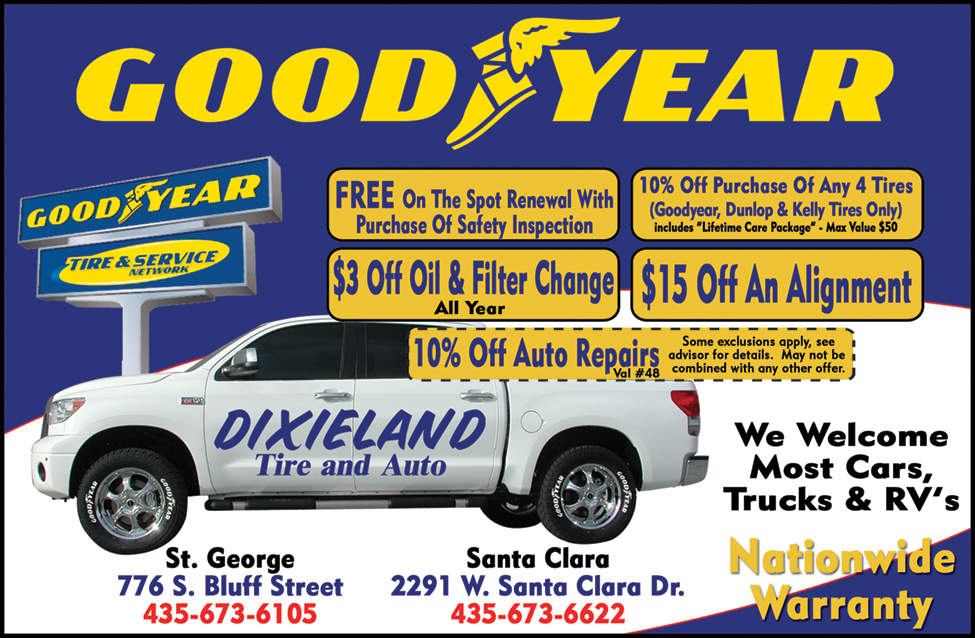 GOOD YEAR
GOOD YEAR
TIRE & SERVICE
NETWORK
FREE On The Spot Renewal With
Purchase Of Safety Inspection
10% Off Purchase Of Any 4 Tires
(Goodyear, Dunlop & Kelly Tires Only)
includes "Lifetime Care Package" - Max Value $50
$3 Off Oil & Filter Change
All Year
$15 Off An Alignment
10% Off Auto Repairs
Val #48
Some exclusions apply, see
advisor for details. May not be
combined with any other offer.
DIXIELAND
Tire and Auto
GOODYEAR
GOODYEAR
GOODYEAR
GOODYEAR
We Welcome
Most Cars,
Trucks & RV's
St. George
776 S. Bluff Street
435-673-6105
Santa Clara
2291 W. Santa Clara Dr.
435-673-6622
Nationwide
Warranty